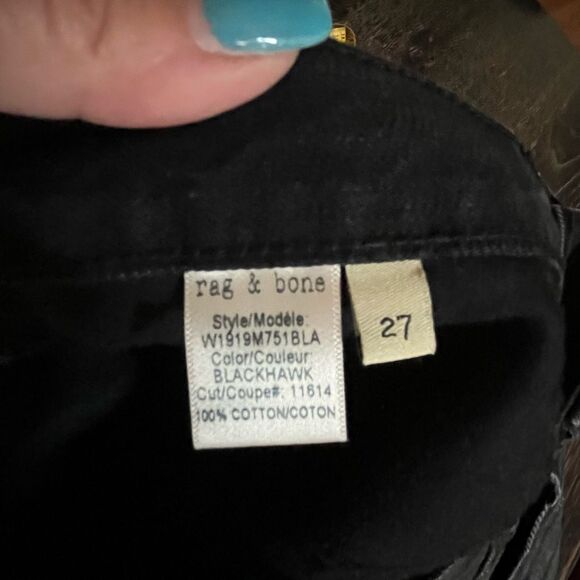 rag & bone
Style/Modèle:
W1919M751BLA
Color/Couleur:
BLACKHAWK
Cut/Coupe#: 11614
100% COTTON/COTON
27